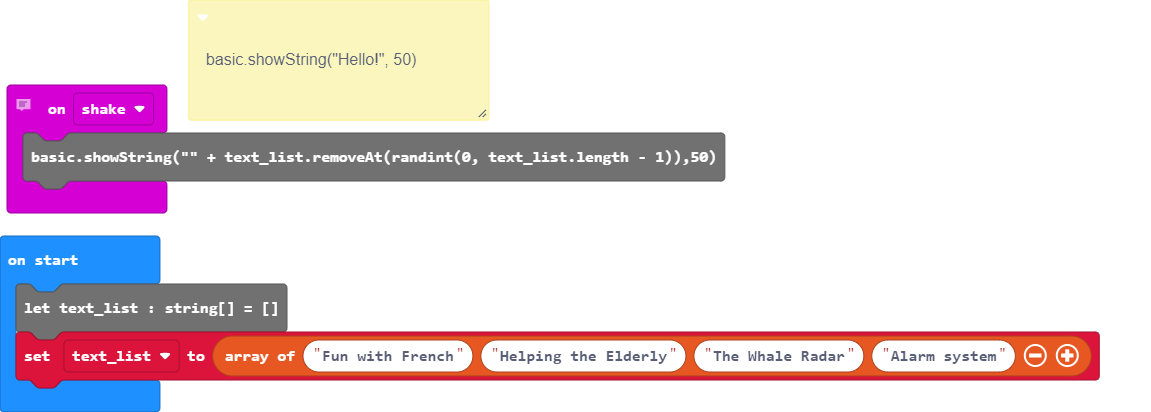 basic.showString("Hello!", 50)
on shake
basic.showString("" + text_list.removeAt(randint(0, text_list.length - 1)),50)
on start
let text_list : string[] = []
set text_list to array of "Fun with French" "Helping the Elderly" "The Whale Radar" "Alarm system"